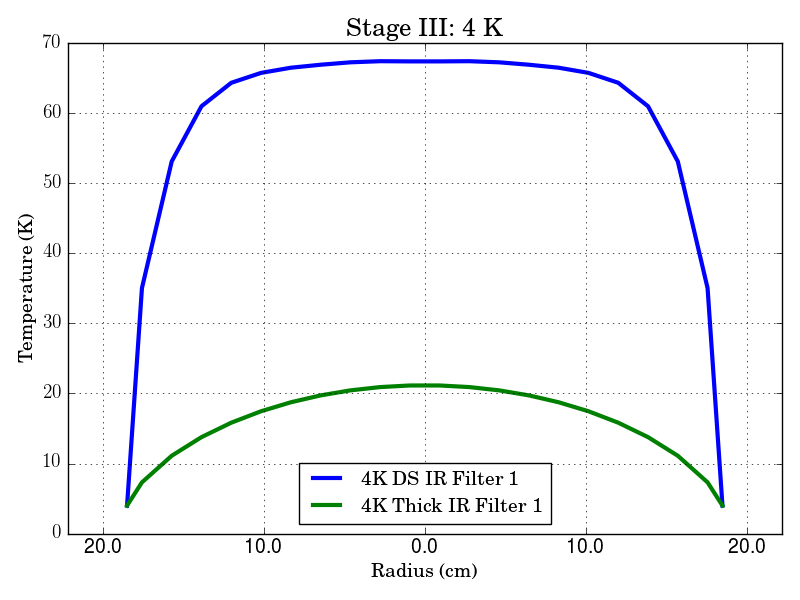 Stage III: 4 K
70
60
50
40
30
20
10
0
Temperature (K)
4K DS IR Filter 1
4K Thick IR Filter 1
20.0 10.0 0.0 10.0 20.0
Radius (cm)